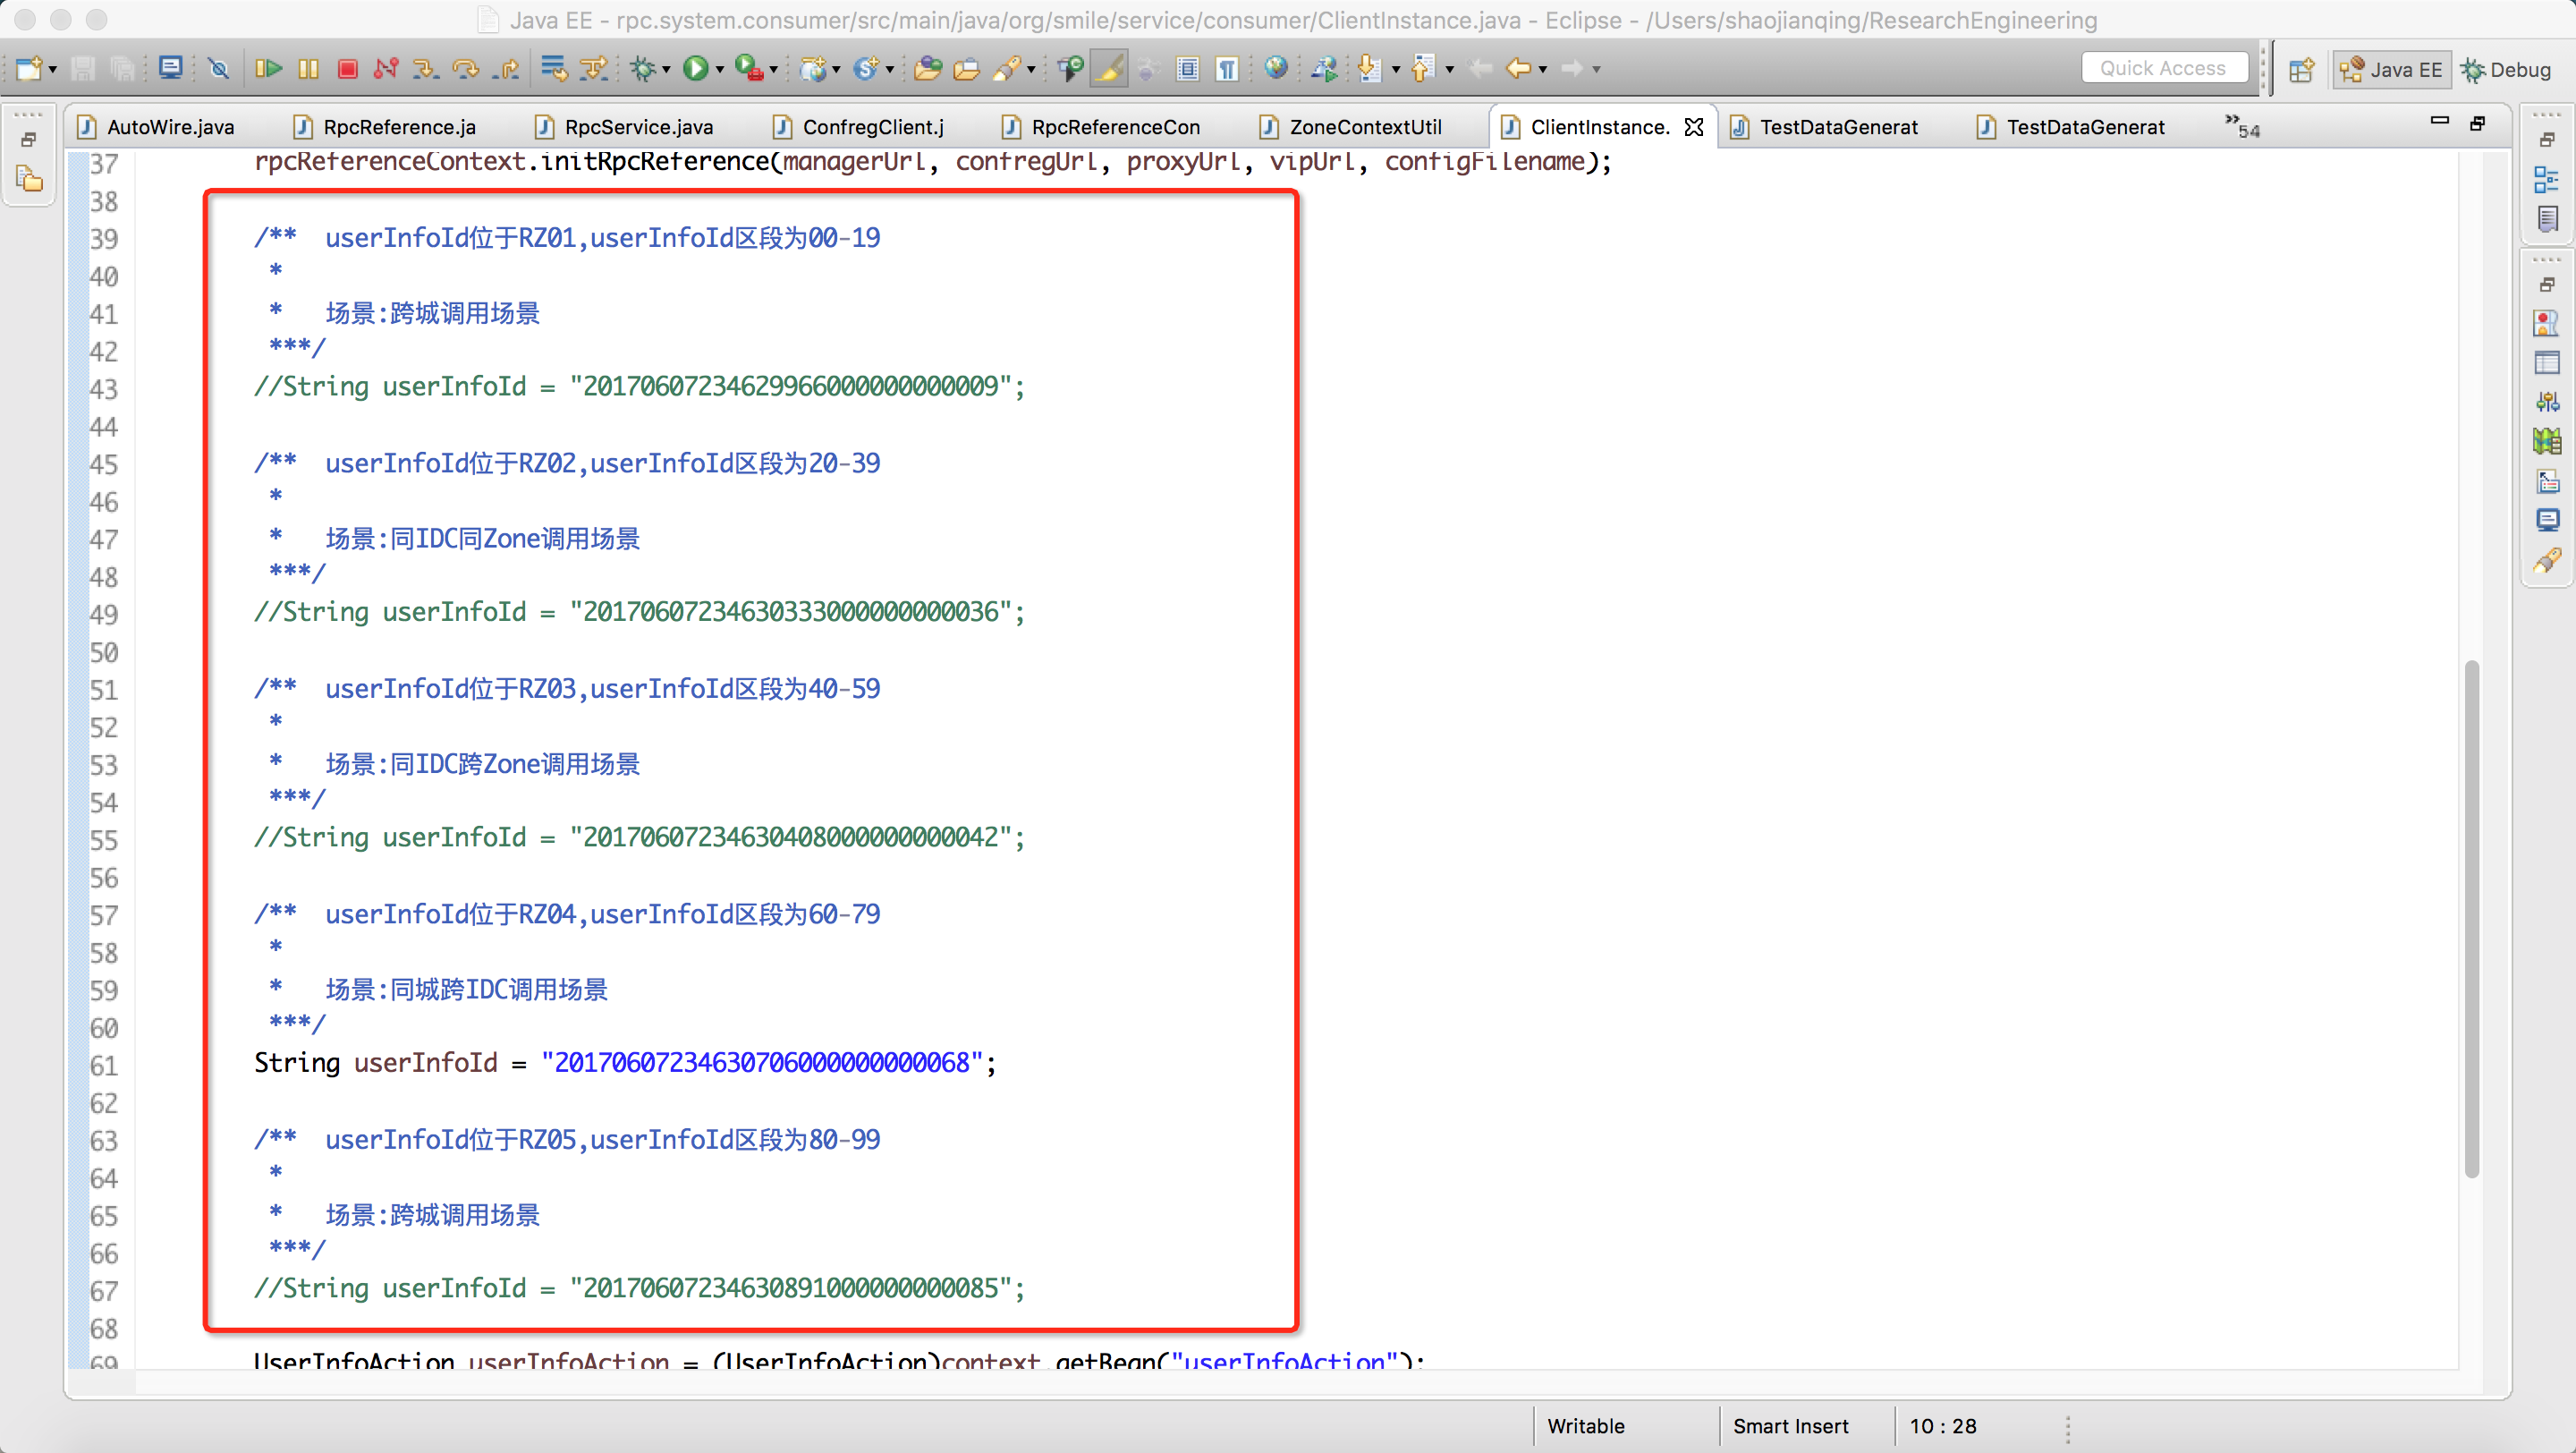 Java EE - rpc.system.consumer/src/main/java/org/smile/service/consumer/ClientInstance.java - Eclipse - /Users/shaojianqing/ResearchEngineering
Quick Access
Java EE
Debug
AutoWire.java
RpcReference.ja
RpcService.java
ConfregClient.j
RpcReferenceCon
ZoneContextUtil
ClientInstance.
TestDataGenerat
TestDataGenerat
»54
37 rpcReferenceContext.initRpcReference(managerUrl, confregUrl, proxyUrl, vipUrl, configFilename);
38
39 /** userInfoId位于RZ01,userInfoId区段为00-19
40 *
41 * 场景:跨城调用场景
42 ***/
43 //String userInfoId = "20170607234629966000000000009";
44
45 /** userInfoId位于RZ02,userInfoId区段为20-39
46 *
47 * 场景:同IDC同Zone调用场景
48 ***/
49 //String userInfoId = "20170607234630333000000000036";
50
51 /** userInfoId位于RZ03,userInfoId区段为40-59
52 *
53 * 场景:同IDC跨Zone调用场景
54 ***/
55 //String userInfoId = "20170607234630408000000000042";
56
57 /** userInfoId位于RZ04,userInfoId区段为60-79
58 *
59 * 场景:同城跨IDC调用场景
60 ***/
61 String userInfoId = "20170607234630706000000000068";
62
63 /** userInfoId位于RZ05,userInfoId区段为80-99
64 *
65 * 场景:跨城调用场景
66 ***/
67 //String userInfoId = "20170607234630891000000000085";
68
69 UserInfoAction userInfoAction = (UserInfoAction)context.getBean("userInfoAction");
Writable
Smart Insert
10 : 28